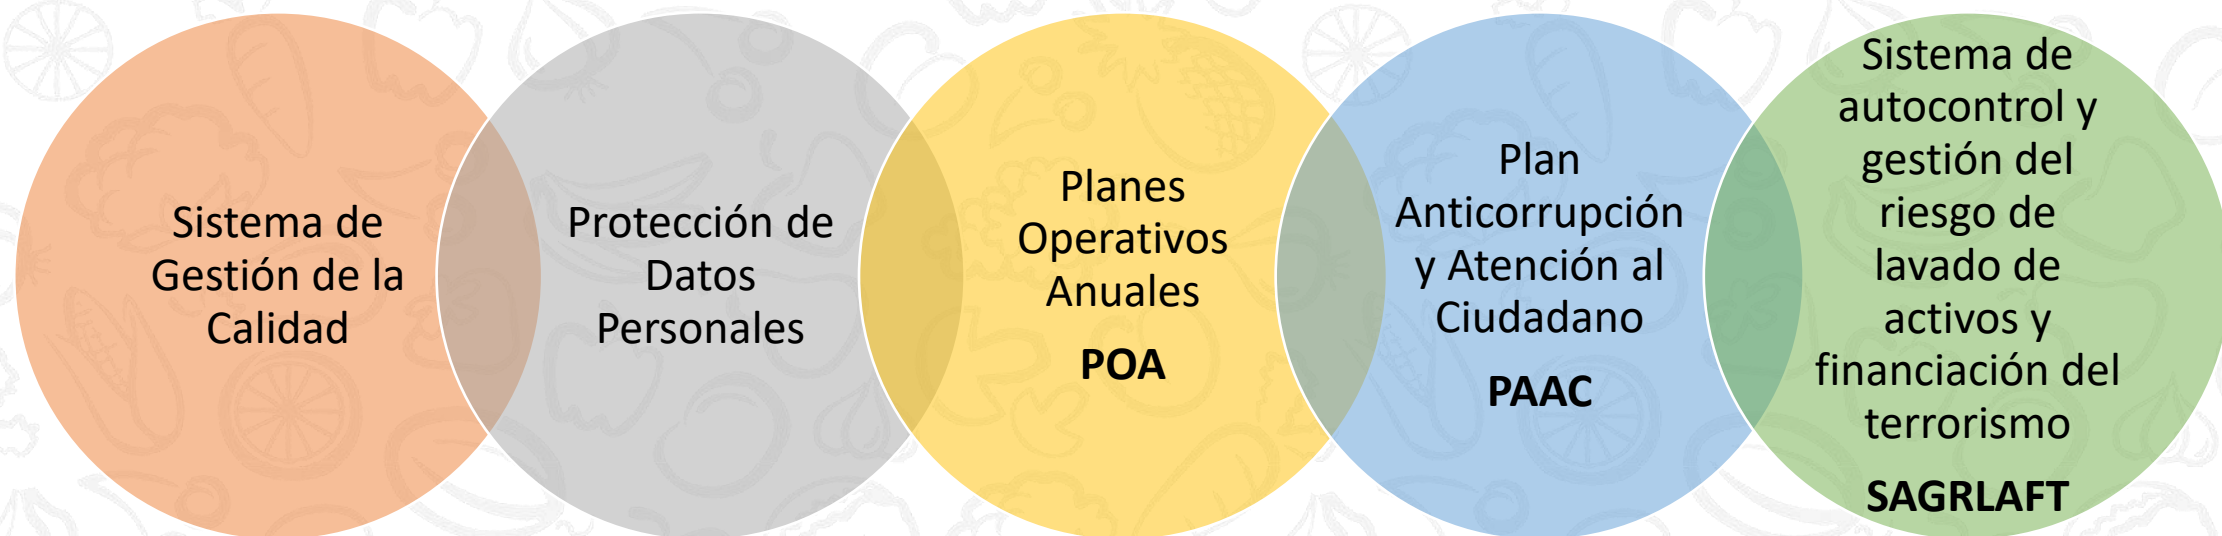 Sistema de
Gestión de la
Calidad
Protección de
Datos
Personales
Planes
Operativos
Anuales
POA
Plan
Anticorrupción
y Atención al
Ciudadano
PAAC
Sistema de
autocontrol y
gestión del
riesgo de
lavado de
activos y
financiación del
terrorismo
SAGRLAFT